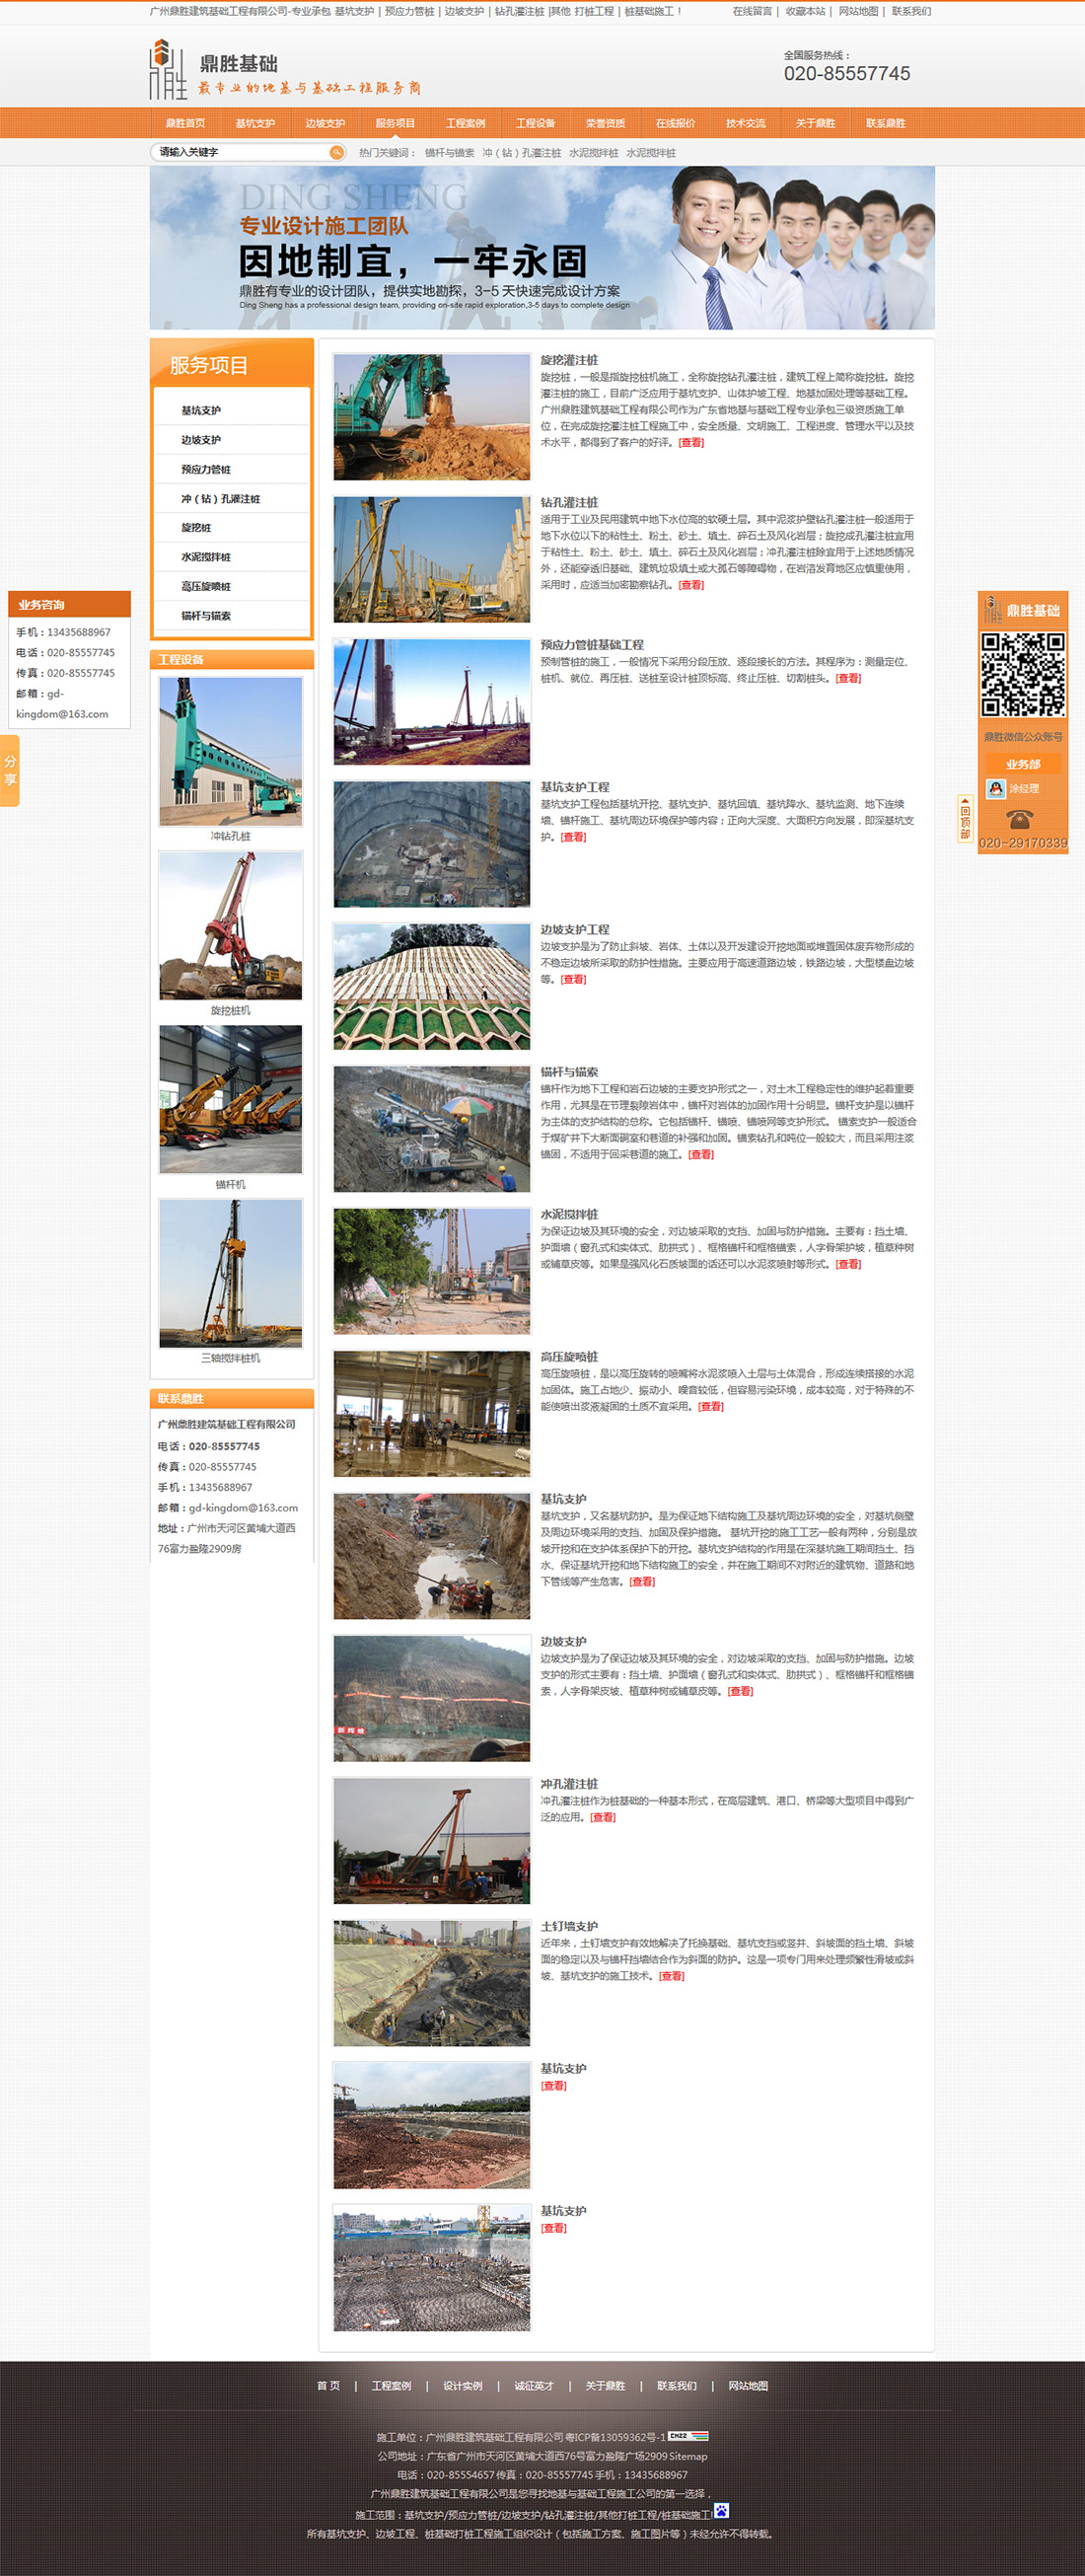 广州鼎胜建筑基础工程有限公司-专业承包 基坑支护 | 预应力管桩 | 边坡支护 | 钻孔灌注桩 |其他 打桩工程 | 桩基础施工！
在线留言 | 收藏本站 | 网站地图 | 联系我们
鼎胜
鼎胜基础
最专业的地基与基础工程服务商
全国服务热线：
020-85557745
鼎胜首页 基坑支护 边坡支护 服务项目 工程案例 工程设备 荣誉资质 在线报价 技术交流 关于鼎胜 联系鼎胜
请输入关键字
热门关键词： 锚杆与锚索 冲（钻）孔灌注桩 水泥搅拌桩 水泥搅拌桩
DING SHENG
专业设计施工团队
因地制宜，一牢永固
鼎胜有专业的设计团队，提供实地勘探，3-5 天快速完成设计方案
Ding Sheng has a professional design team, providing on-site rapid exploration,3-5 days to complete design
服务项目
基坑支护
边坡支护
预应力管桩
冲（钻）孔灌注桩
旋挖桩
水泥搅拌桩
高压旋喷桩
锚杆与锚索
工程设备
冲钻孔桩
旋挖桩机
锚杆机
三轴搅拌桩机
联系鼎胜
广州鼎胜建筑基础工程有限公司
电话：020-85557745
传真：020-85557745
手机：13435688967
邮箱：gd-kingdom@163.com
地址：广州市天河区黄埔大道西
76富力盈隆2909房
业务咨询
手机：13435688967
电话：020-85557745
传真：020-85557745
邮箱：gd-
kingdom@163.com
分享
旋挖灌注桩
旋挖桩，一般是指旋挖桩机施工，全称旋挖钻孔灌注桩，建筑工程上简称旋挖桩。旋挖
灌注桩的施工，目前广泛应用于基坑支护、山体护坡工程、地基加固处理等基础工程。
广州鼎胜建筑基础工程有限公司作为广东省地基与基础工程专业承包三级资质施工单
位，在完成旋挖灌注桩工程施工中，安全质量、文明施工、工程进度、管理水平以及技
术水平，都得到了客户的好评。[查看]
钻孔灌注桩
适用于工业及民用建筑中地下水位高的软硬土层。其中泥浆护壁钻孔灌注桩一般适用于
地下水位以下的粘性土、粉土、砂土、填土、碎石土及风化岩层；旋挖成孔灌注桩宜用
于粘性土、粉土、砂土、填土、碎石土及风化岩层；冲孔灌注桩除宜用于上述地质情况
外，还能穿透旧基础、建筑垃圾填土或大孤石等障碍物，在岩溶发育地区应慎重使用，
采用时，应适当加密勘察钻孔。[查看]
预应力管桩基础工程
预制管桩的施工，一般情况下采用分段压放、逐段接长的方法。其程序为：测量定位、
桩机、就位、再压桩、送桩至设计桩顶标高、终止压桩、切割桩头。[查看]
基坑支护工程
基坑支护工程包括基坑开挖、基坑支护、基坑回填、基坑降水、基坑监测、地下连续
墙、锚杆施工、基坑周边环境保护等内容；正向大深度、大面积方向发展，即深基坑支
护。[查看]
边坡支护工程
边坡支护是为了防止斜坡、岩体、土体以及开发建设开挖地面或堆置固体废弃物形成的
不稳定边坡所采取的防护性措施。主要应用于高速道路边坡，铁路边坡，大型楼盘边坡
等。[查看]
锚杆与锚索
锚杆作为地下工程和岩石边坡的主要支护形式之一，对土木工程稳定性的维护起着重要
作用，尤其是在节理裂隙岩体中，锚杆对岩体的加固作用十分明显。锚杆支护是以锚杆
为主体的支护结构的总称。它包括锚杆、锚喷、锚喷网等支护形式。 锚索支护一般适合
于煤矿井下大断面硐室和巷道的补强和加固。锚索钻孔和吨位一般较大，而且采用注浆
锚固，不适用于回采巷道的施工。[查看]
水泥搅拌桩
为保证边坡及其环境的安全，对边坡采取的支挡、加固与防护措施。主要有：挡土墙、
护面墙（窗孔式和实体式、肋拱式）、框格锚杆和框格锚索，人字骨架护坡，植草种树
或铺草皮等。如果是强风化石质坡面的话还可以水泥浆喷射等形式。[查看]
高压旋喷桩
高压旋喷桩，是以高压旋转的喷嘴将水泥浆喷入土层与土体混合，形成连续搭接的水泥
加固体。施工占地少、振动小、噪音较低，但容易污染环境，成本较高，对于特殊的不
能使喷出浆液凝固的土质不宜采用。[查看]
基坑支护
基坑支护，又名基坑防护。是为保证地下结构施工及基坑周边环境的安全，对基坑侧壁
及周边环境采用的支挡、加固及保护措施。 基坑开挖的施工工艺一般有两种，分别是放
坡开挖和在支护体系保护下的开挖。基坑支护结构的作用是在深基坑施工期间挡土、挡
水、保证基坑开挖和地下结构施工的安全，并在施工期间不对附近的建筑物、道路和地
下管线等产生危害。[查看]
边坡支护
边坡支护是为了保证边坡及其环境的安全，对边坡采取的支挡、加固与防护措施。边坡
支护的形式主要有：挡土墙、护面墙（窗孔式和实体式、肋拱式）、框格锚杆和框格锚
索，人字骨架皮坡、植草种树或铺草皮等。[查看]
冲孔灌注桩
冲孔灌注桩作为桩基础的一种基本形式，在高层建筑、港口、桥梁等大型项目中得到广
泛的应用。[查看]
土钉墙支护
近年来，土钉墙支护有效地解决了托换基础、基坑支挡或竖井、斜坡面的挡土墙、斜坡
面的稳定以及与锚杆挡墙结合作为斜面的防护。这是一项专门用来处理频繁性滑坡或斜
坡、基坑支护的施工技术。[查看]
基坑支护
[查看]
基坑支护
[查看]
鼎胜基础
鼎胜微信公众账号
业务部
涂经理
020-29170339
回顶部
首 页 | 工程案例 | 设计实例 | 诚征英才 | 关于鼎胜 | 联系我们 | 网站地图
施工单位：广州鼎胜建筑基础工程有限公司 粤ICP备13059362号-1 CNZZ
公司地址：广东省广州市天河区黄埔大道西76号富力盈隆广场2909 Sitemap
电话：020-85554657 传真：020-85557745 手机：13435688967
广州鼎胜建筑基础工程有限公司是您寻找地基与基础工程施工公司的第一选择，
施工范围：基坑支护/预应力管桩/边坡支护/钻孔灌注桩/其他打桩工程/桩基础施工!
所有基坑支护、边坡工程、桩基础打桩工程施工组织设计（包括施工方案、施工图片等）未经允许不得转载。